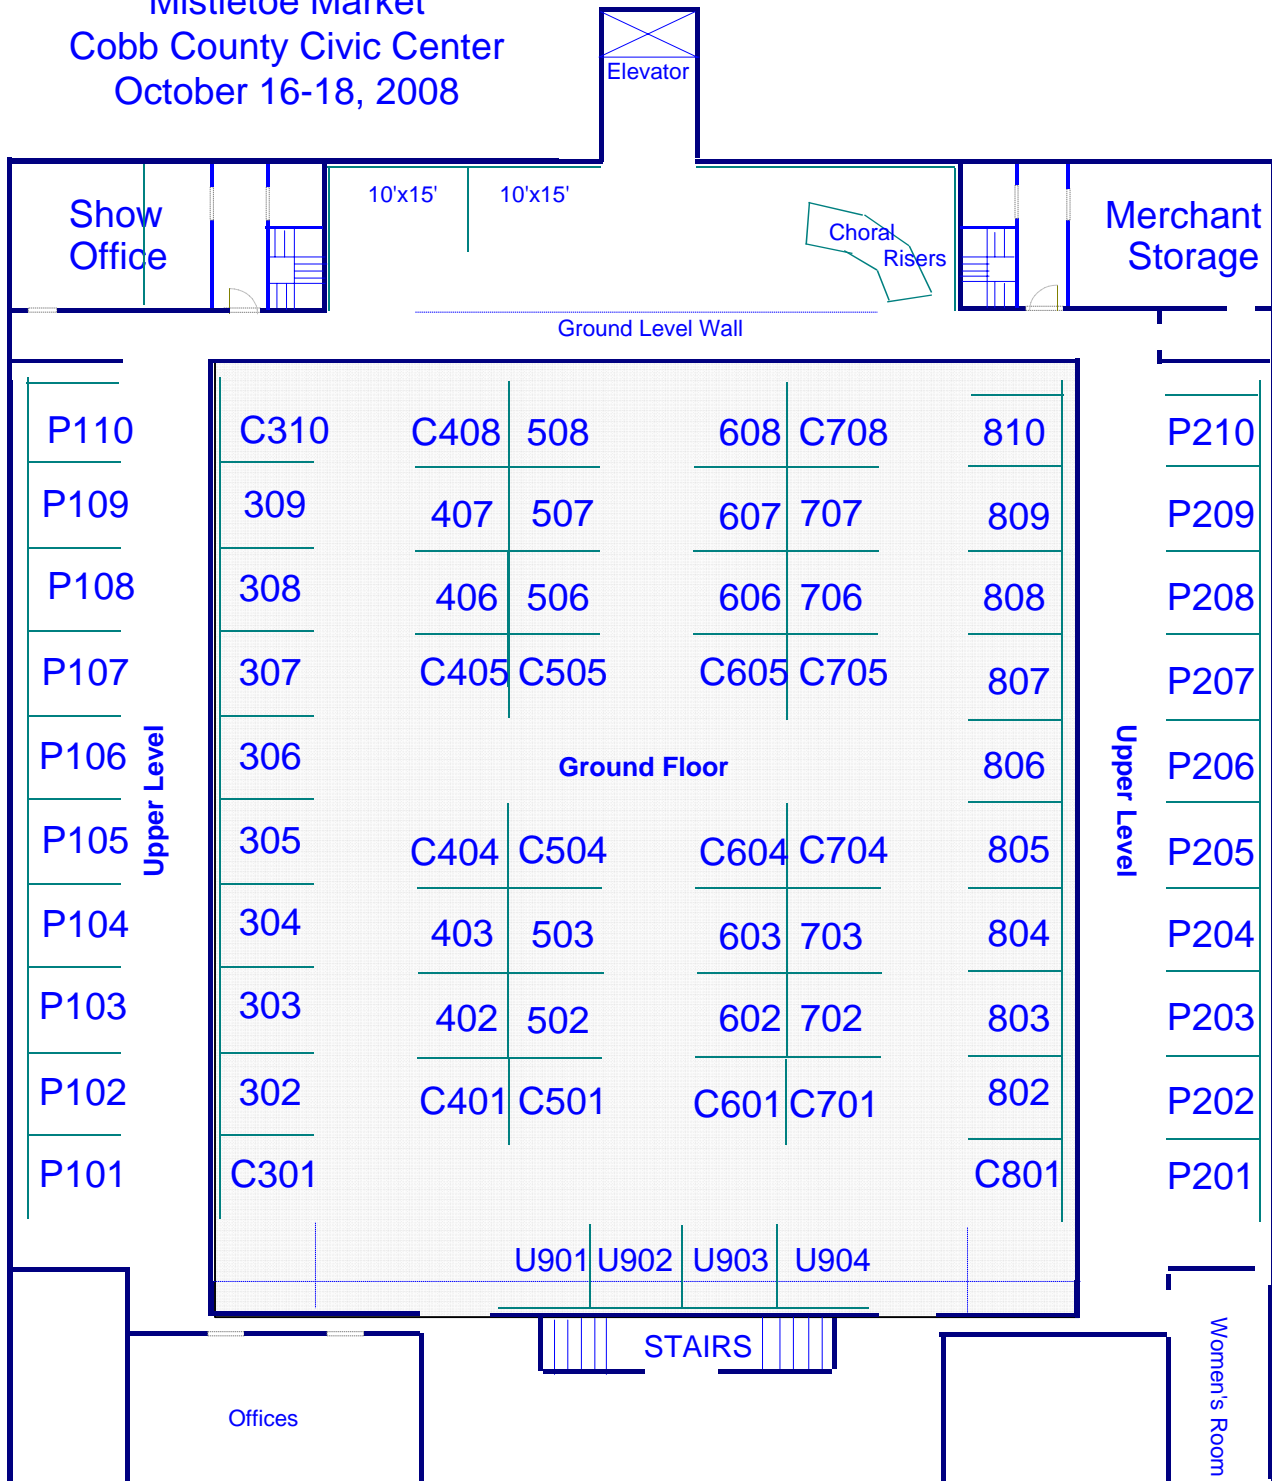 Mistletoe Market
Cobb County Civic Center
October 16-18, 2008
Elevator
Show
Office
10'x15' 10'x15'
Choral
Risers
Merchant
Storage
Ground Level Wall
P110 C310 C408 508 608 C708 810 P210
P109 309 407 507 607 707 809 P209
P108 308 406 506 606 706 808 P208
P107 307 C405 C505 C605 C705 807 P207
P106 306 Ground Floor 806 P206
Upper Level Upper Level
P105 305 C404 C504 C604 C704 805 P205
P104 304 403 503 603 703 804 P204
P103 303 402 502 602 702 803 P203
P102 302 C401 C501 C601 C701 802 P202
P101 C301 C801 P201
U901 U902 U903 U904
STAIRS
Offices
Women's Room